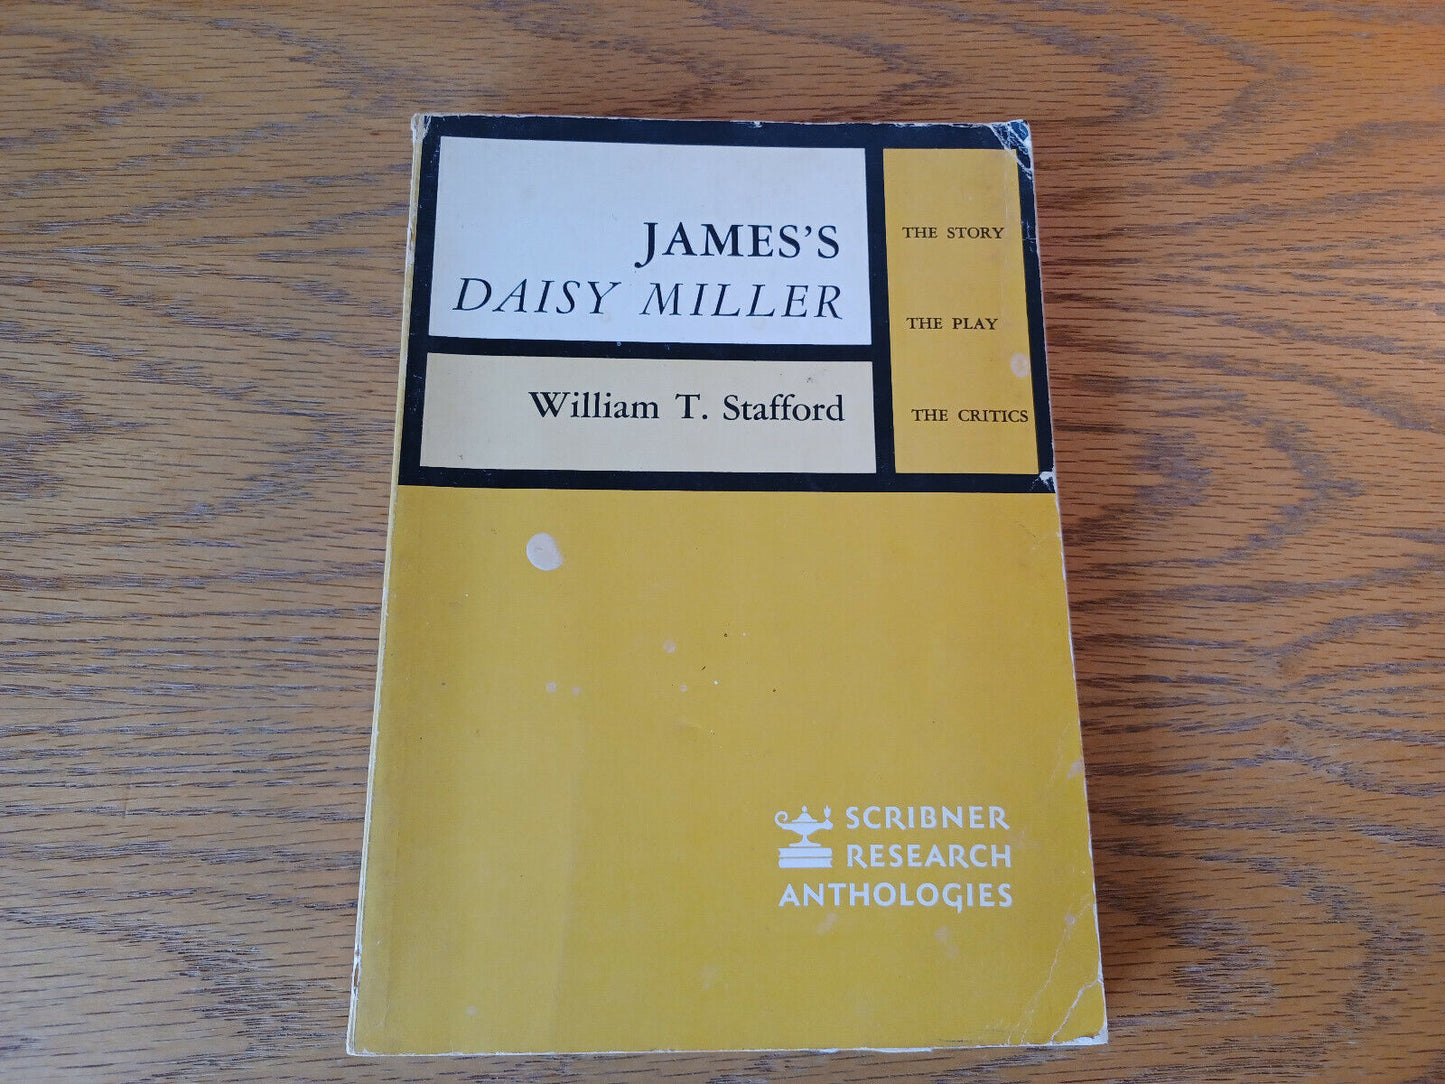 JAMES'S
DAISY MILLER
William T. Stafford
THE STORY
THE PLAY
THE CRITICS
SCRIBNER
RESEARCH
ANTHOLOGIES